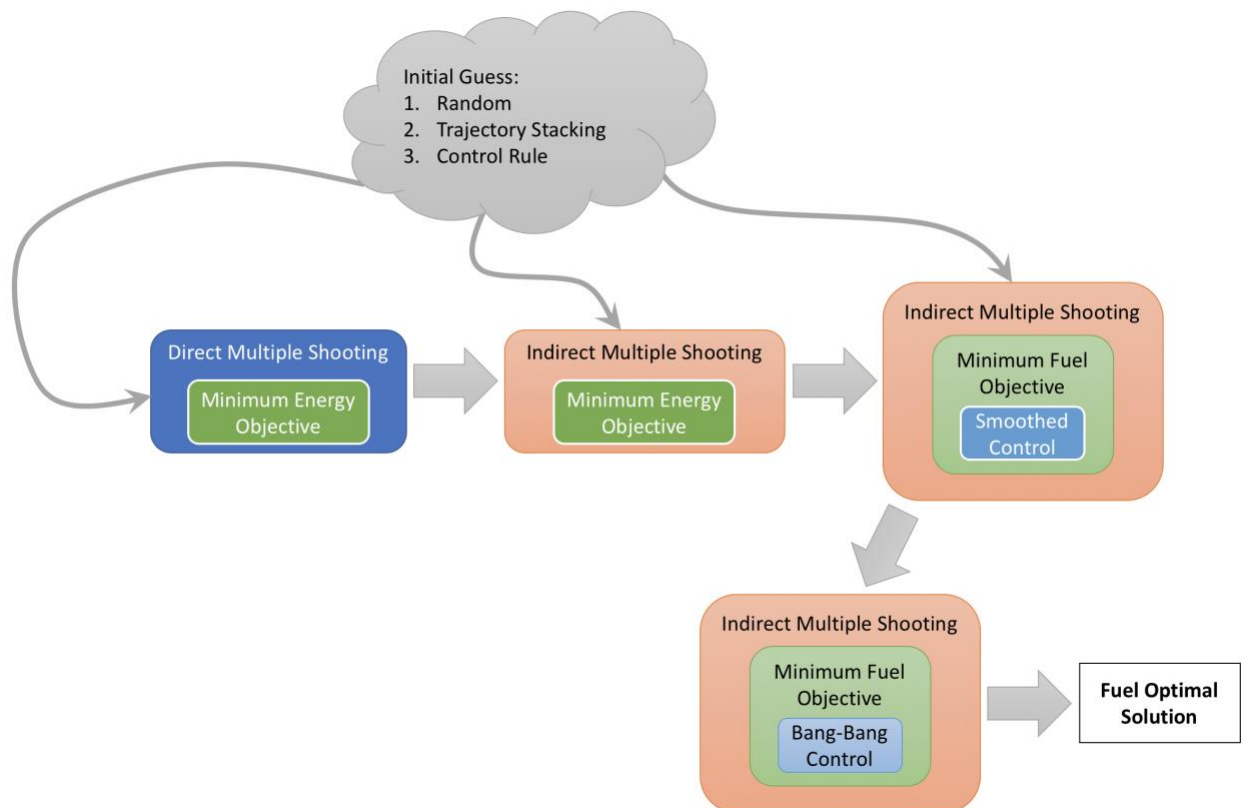 Initial Guess:
1. Random
2. Trajectory Stacking
3. Control Rule
Direct Multiple Shooting
Minimum Energy
Objective
Indirect Multiple Shooting
Minimum Energy
Objective
Indirect Multiple Shooting
Minimum Fuel
Objective
Smoothed
Control
Indirect Multiple Shooting
Minimum Fuel
Objective
Bang-Bang
Control
Fuel Optimal
Solution